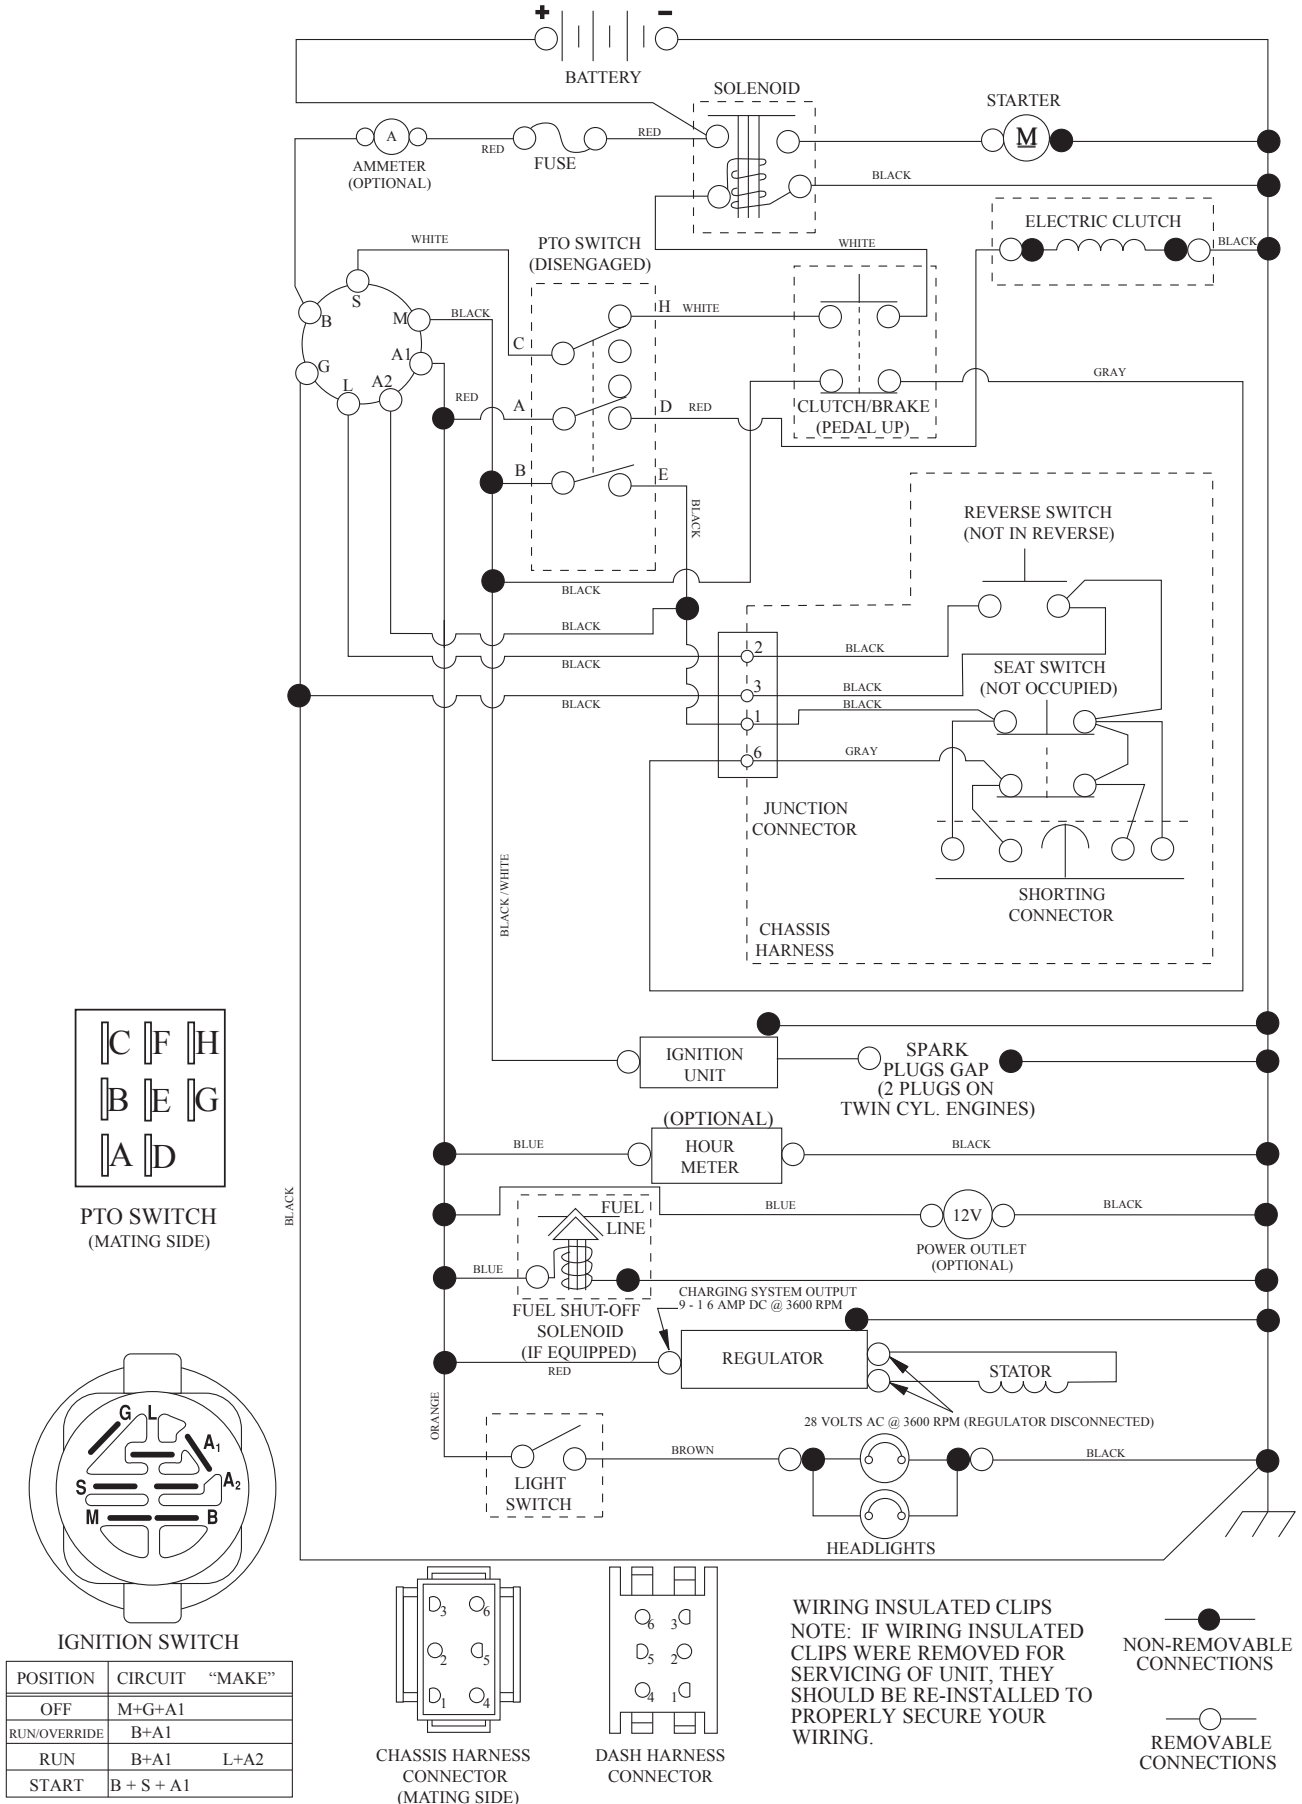 + −
BATTERY
SOLENOID
STARTER
A
RED
FUSE
RED
M
AMMETER
(OPTIONAL)
BLACK
ELECTRIC CLUTCH
WHITE
PTO SWITCH
(DISENGAGED)
WHITE
BLACK
S
B
M
BLACK
H
WHITE
G
A1
C
L
A2
RED
A
D
RED
CLUTCH/BRAKE
(PEDAL UP)
GRAY
B
E
BLACK
REVERSE SWITCH
(NOT IN REVERSE)
BLACK
BLACK
BLACK
2
BLACK
SEAT SWITCH
(NOT OCCUPIED)
3
BLACK
BLACK
1
BLACK
6
GRAY
JUNCTION
CONNECTOR
BLACK / WHITE
SHORTING
CONNECTOR
CHASSIS
HARNESS
C F H
B E G
A D
PTO SWITCH
(MATING SIDE)
IGNITION
UNIT
SPARK
PLUGS GAP
(2 PLUGS ON
TWIN CYL. ENGINES)
(OPTIONAL)
BLUE
HOUR
METER
BLACK
BLACK
FUEL
LINE
BLUE
12V
BLACK
POWER OUTLET
(OPTIONAL)
BLUE
FUEL SHUT-OFF
SOLENOID
(IF EQUIPPED)
CHARGING SYSTEM OUTPUT
9 - 1 6 AMP DC @ 3600 RPM
RED
REGULATOR
STATOR
28 VOLTS AC @ 3600 RPM (REGULATOR DISCONNECTED)
ORANGE
LIGHT
SWITCH
BROWN
BLACK
HEADLIGHTS
G L
A1
S
A2
M B
IGNITION SWITCH
POSITION CIRCUIT “MAKE”
OFF M+G+A1
RUN/OVERRIDE B+A1
RUN B+A1 L+A2
START B + S + A1
3 6
2 5
1 4
CHASSIS HARNESS
CONNECTOR
(MATING SIDE)
6 3
5 2
4 1
DASH HARNESS
CONNECTOR
WIRING INSULATED CLIPS
NOTE: IF WIRING INSULATED
CLIPS WERE REMOVED FOR
SERVICING OF UNIT, THEY
SHOULD BE RE-INSTALLED TO
PROPERLY SECURE YOUR
WIRING.
NON-REMOVABLE
CONNECTIONS
REMOVABLE
CONNECTIONS